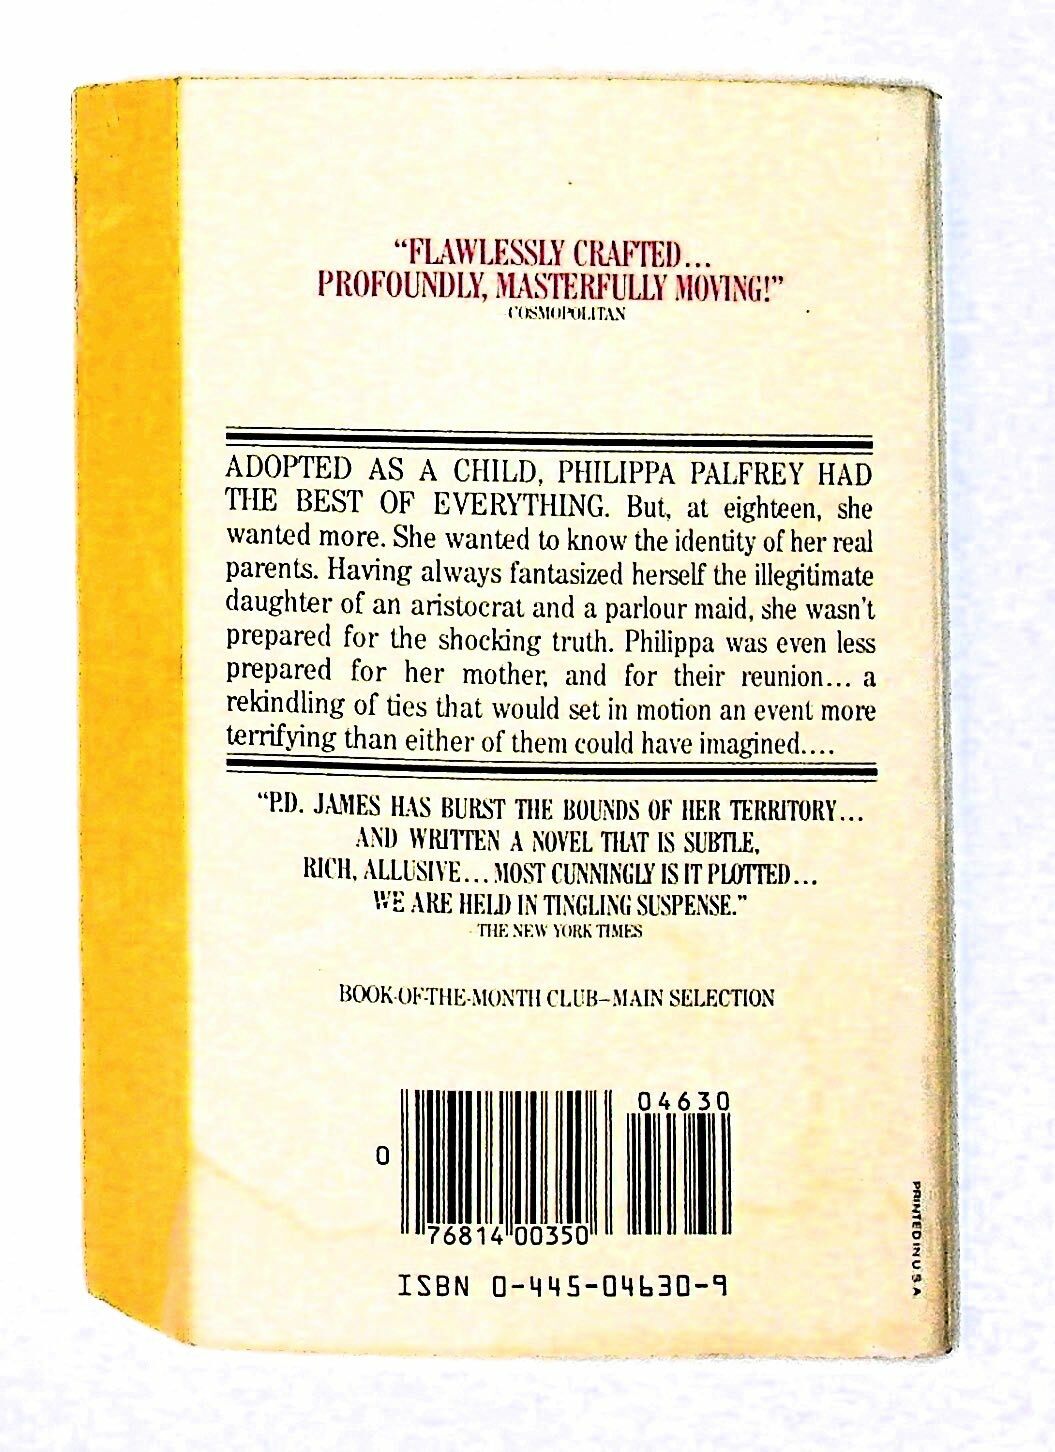 “FLAWLESSLY CRAFTED...
PROFOUNDLY, MASTERFULLY MOVING!”
COSMOPOLITAN
ADOPTED AS A CHILD, PHILIPPA PALFREY HAD
THE BEST OF EVERYTHING. But, at eighteen, she
wanted more. She wanted to know the identity of her real
parents. Having always fantasized herself the illegitimate
daughter of an aristocrat and a parlour maid, she wasn't
prepared for the shocking truth. Philippa was even less
prepared for her mother, and for their reunion... a
rekindling of ties that would set in motion an event more
terrifying than either of them could have imagined....
“P.D. JAMES HAS BURST THE BOUNDS OF HER TERRITORY...
AND WRITTEN A NOVEL THAT IS SUBTLE,
RICH, ALLUSIVE... MOST CUNNINGLY IS IT PLOTTED...
WE ARE HELD IN TINGLING SUSPENSE.”
THE NEW YORK TIMES
BOOK-OF-THE-MONTH CLUB–MAIN SELECTION
04630
0
76814 00350
ISBN 0-445-04630-9
PRINTED IN U.S.A.